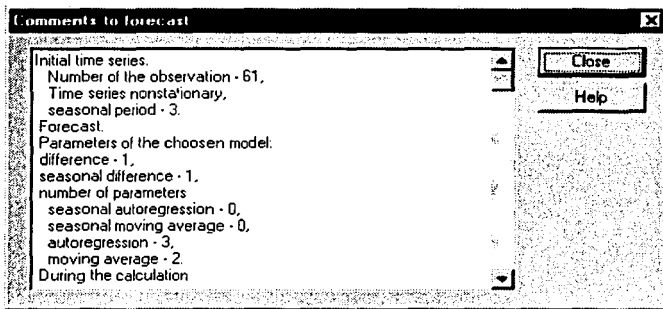 Comments to forecast
Initial time series.
Number of the observation - 61,
Time series nonstationary,
seasonal period - 3.
Forecast.
Parameters of the choosen model:
difference - 1,
seasonal difference - 1,
number of parameters
seasonal autoregression - 0,
seasonal moving average - 0,
autoregression - 3,
moving average - 2.
During the calculation
Close
Help